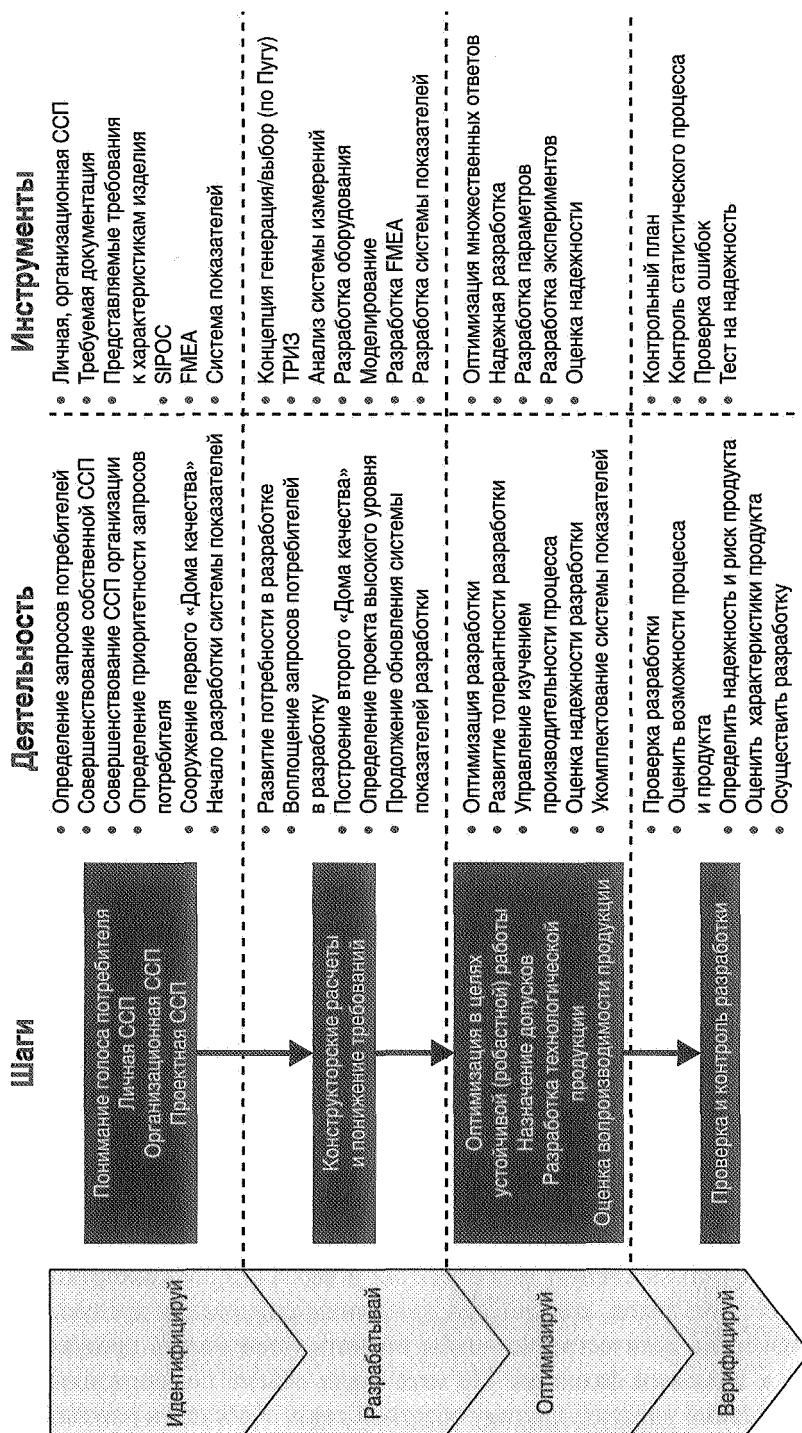 Шаги
Деятельность
Инструменты
Идентифицируй
Понимание голоса потребителя
Личная ССП
Организационная ССП
Проектная ССП
Определение запросов потребителей
Совершенствование собственной ССП
Совершенствование ССП организации
Определение приоритетности запросов
потребителя
Сооружение первого «Дома качества»
Начало разработки системы показателей
Личная, организационная ССП
Требуемая документация
Представляемые требования
к характеристикам изделия
SIPOC
FMEA
Система показателей
Разрабатывай
Конструкторские расчеты
и понижение требований
Развитие потребности в разработке
Воплощение запросов потребителей
в разработку
Построение второго «Дома качества»
Определение проекта высокого уровня
Продолжение обновления системы
показателей разработки
Концепция генерация/выбор (по Пугу)
ТРИЗ
Анализ системы измерений
Разработка оборудования
Моделирование
Разработка FMEA
Разработка системы показателей
Оптимизируй
Оптимизация в целях
устойчивой (робастной) работы
Назначение допусков
Разработка технологической
продукции
Оценка вопроизводимости продукции
Оптимизация разработки
Развитие толерантности разработки
Управление изучением
производительности процесса
Оценка надежности разработки
Укомплектование системы показателей
Оптимизация множественных ответов
Надежная разработка
Разработка параметров
Разработка экспериментов
Оценка надежности
Верифицируй
Проверка и контроль разработки
Проверка разработки
Оценить возможности процесса
и продукта
Определить надежность и риск продукта
Оценить характеристики продукта
Осуществить разработку
Контрольный план
Контроль статистического процесса
Проверка ошибок
Тест на надежность